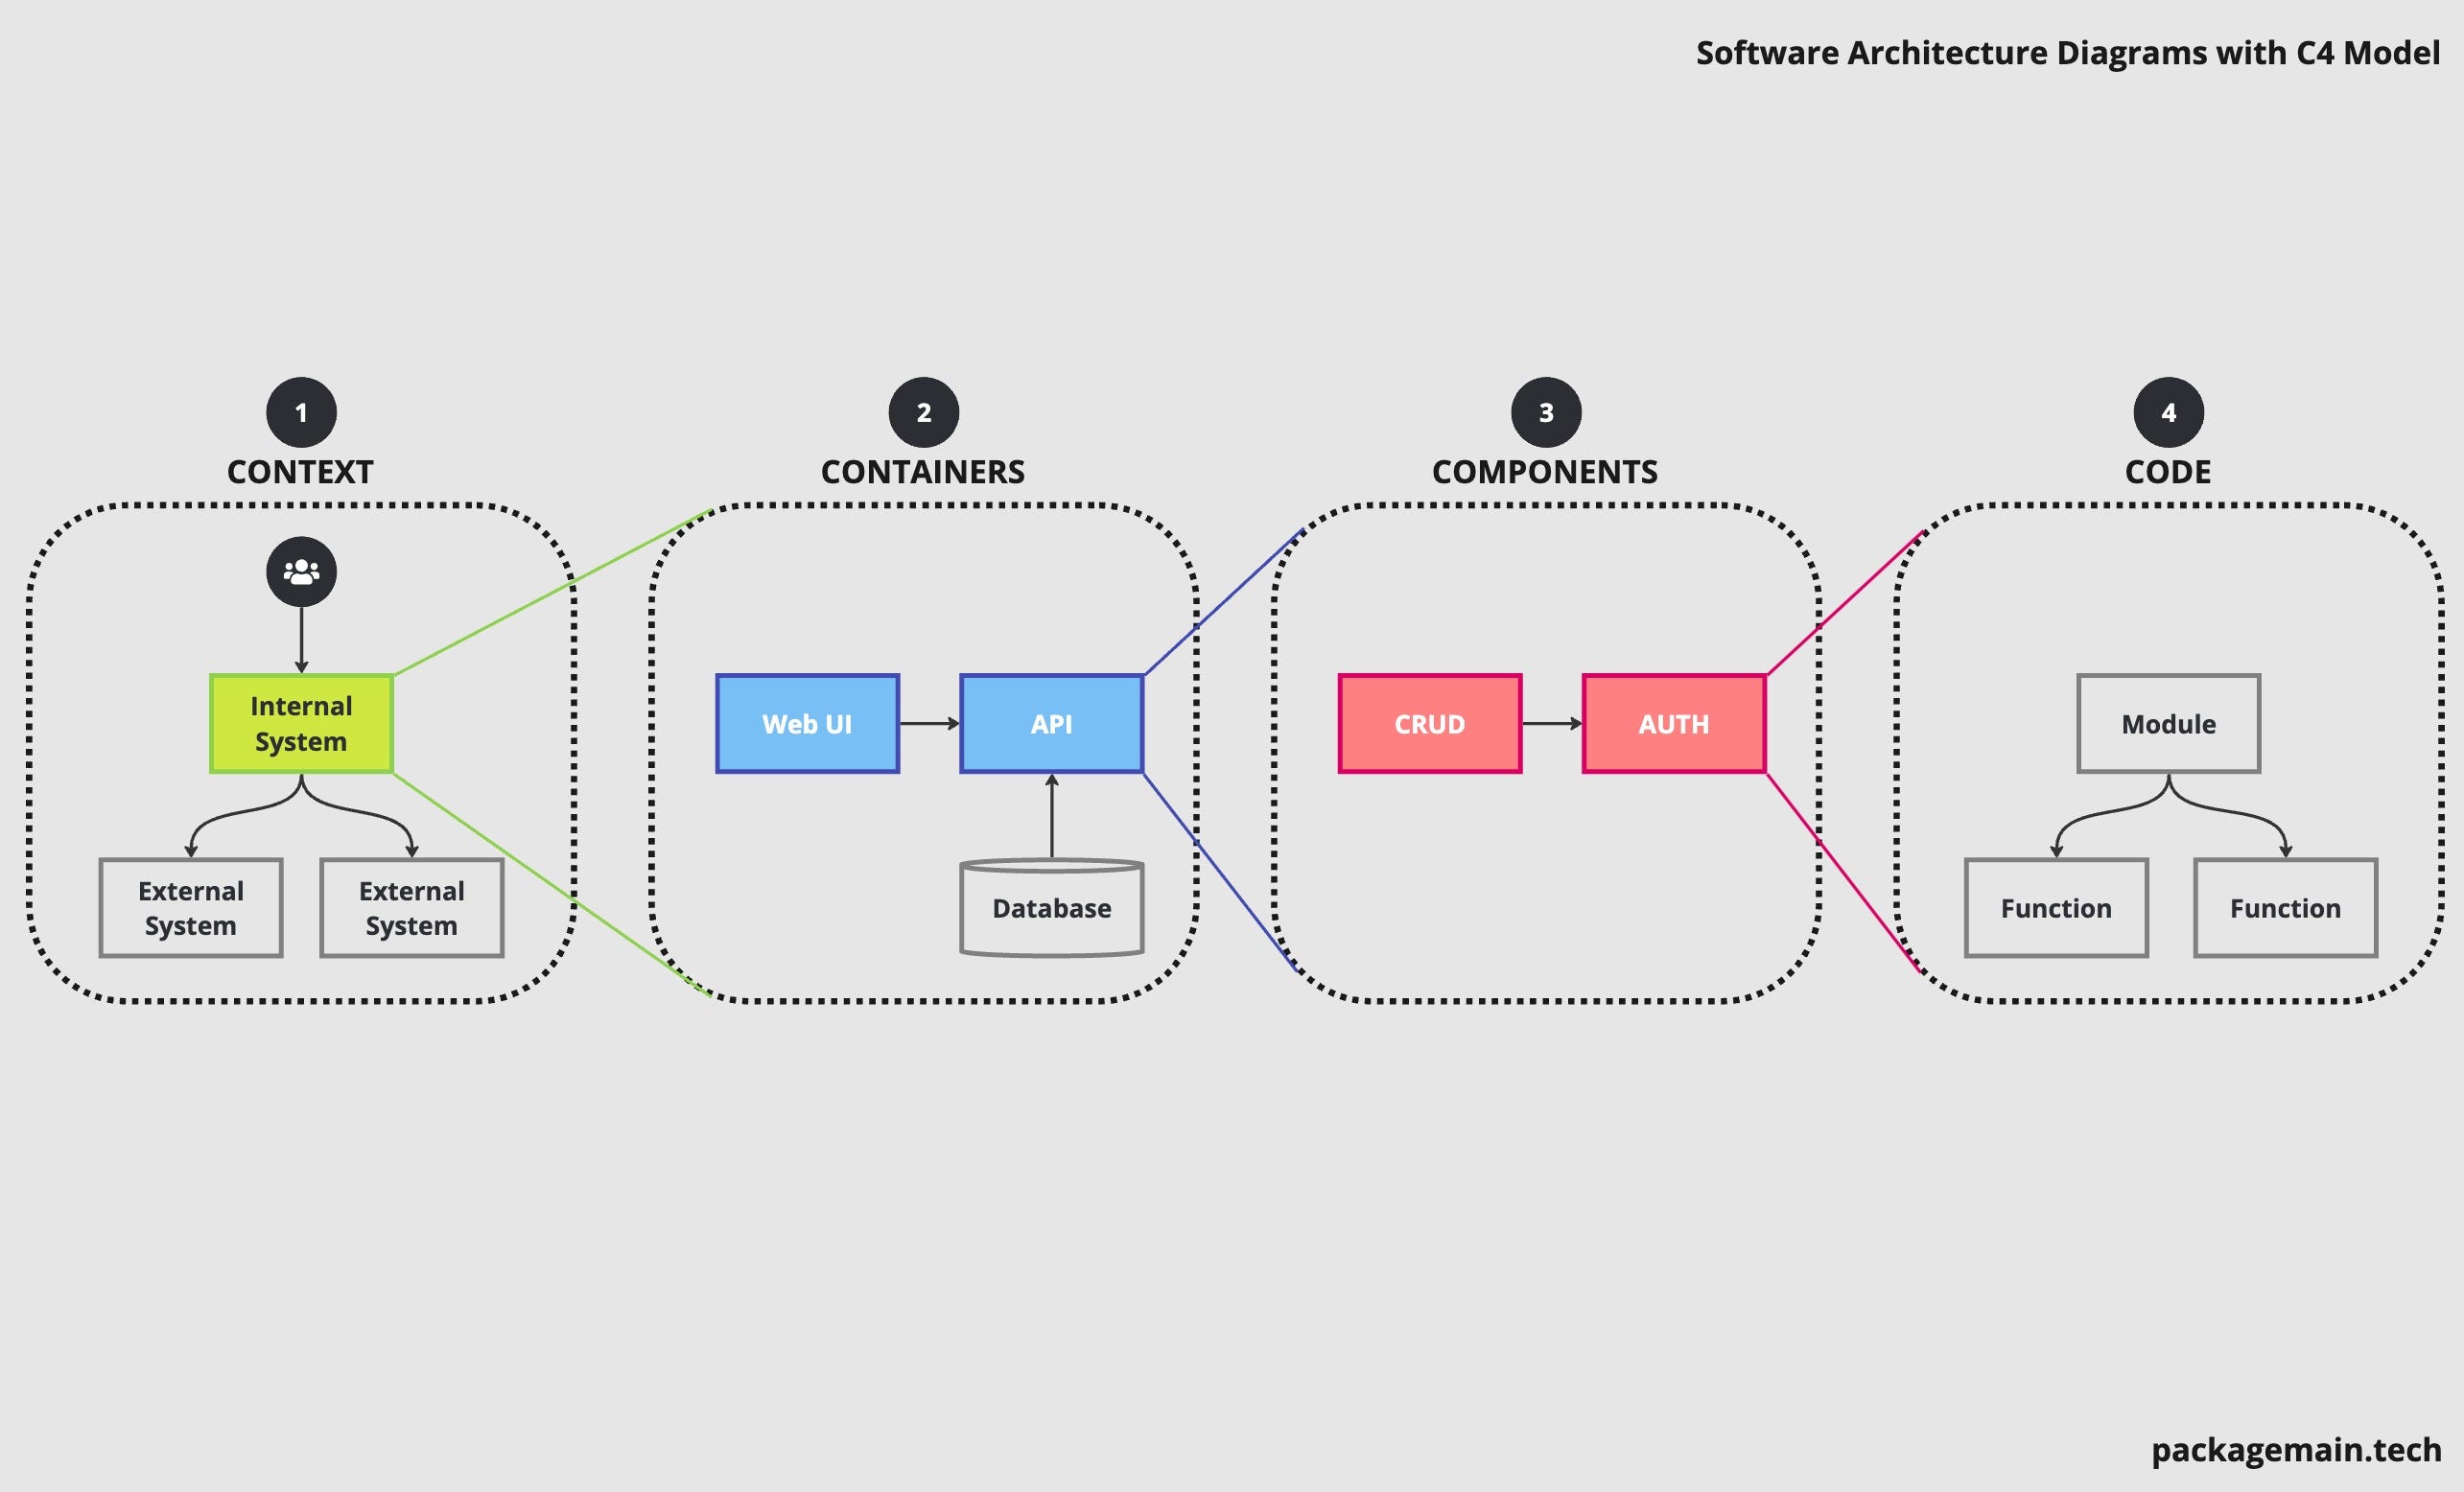 Software Architecture Diagrams with C4 Model
1
CONTEXT
Internal
System
External
System
External
System
2
CONTAINERS
Web UI
API
Database
3
COMPONENTS
CRUD
AUTH
4
CODE
Module
Function
Function
packagemain.tech